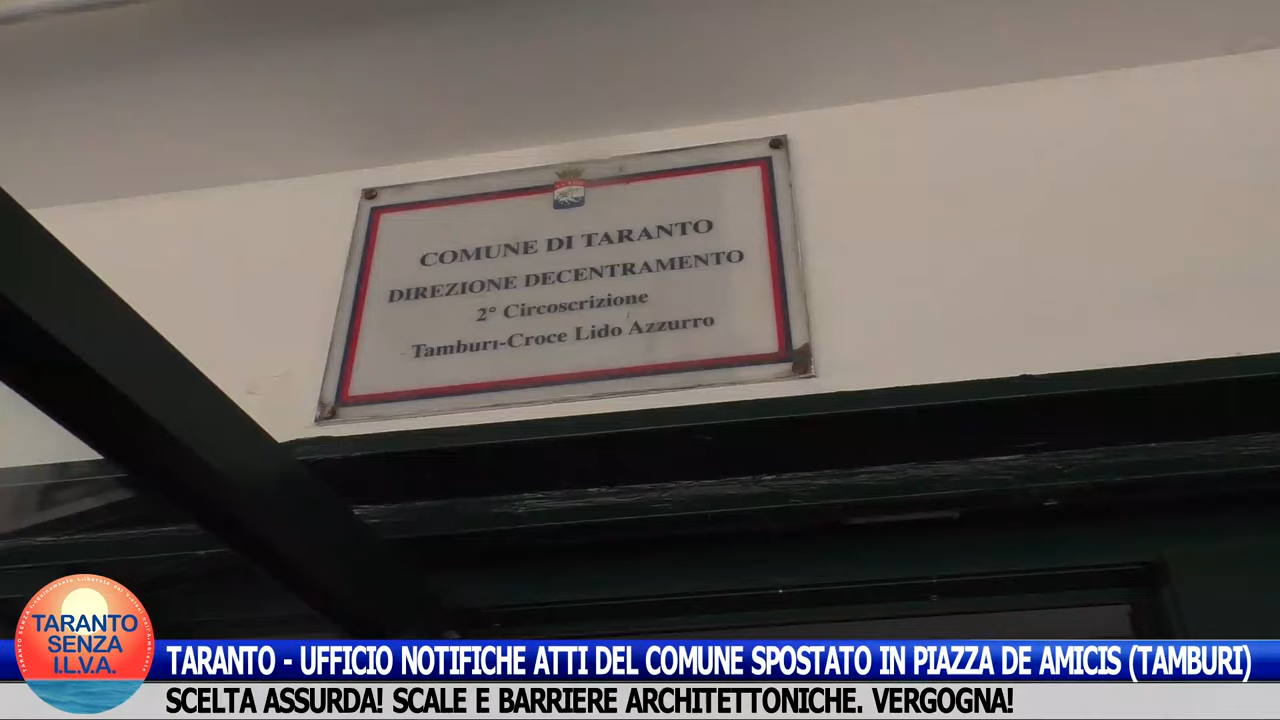 COMUNE DI TARANTO
DIREZIONE DECENTRAMENTO
2° Circoscrizione
Tamburi-Croce Lido Azzurro
TARANTO
SENZA
I.L.V.A.
TARANTO - UFFICIO NOTIFICHE ATTI DEL COMUNE SPOSTATO IN PIAZZA DE AMICIS (TAMBURI)
SCELTA ASSURDA! SCALE E BARRIERE ARCHITETTONICHE. VERGOGNA!